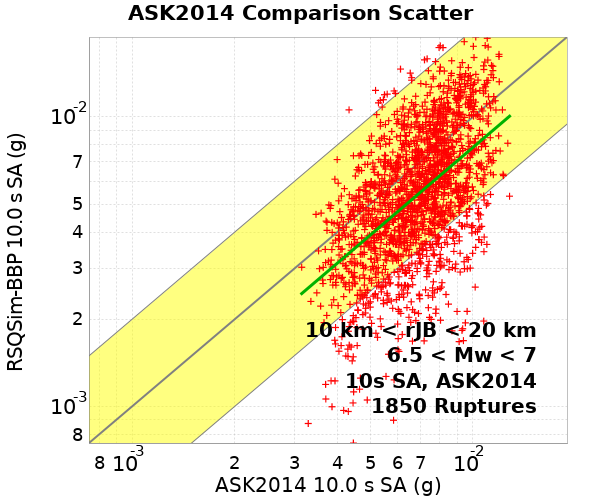 ASK2014 Comparison Scatter
RSQSim-BBP 10.0 s SA (g)
10-2
7
5
4
3
2
10-3
8
10 km < rJB < 20 km
6.5 < Mw < 7
10s SA, ASK2014
1850 Ruptures
8 10-3 2 3 4 5 6 7 10-2
ASK2014 10.0 s SA (g)